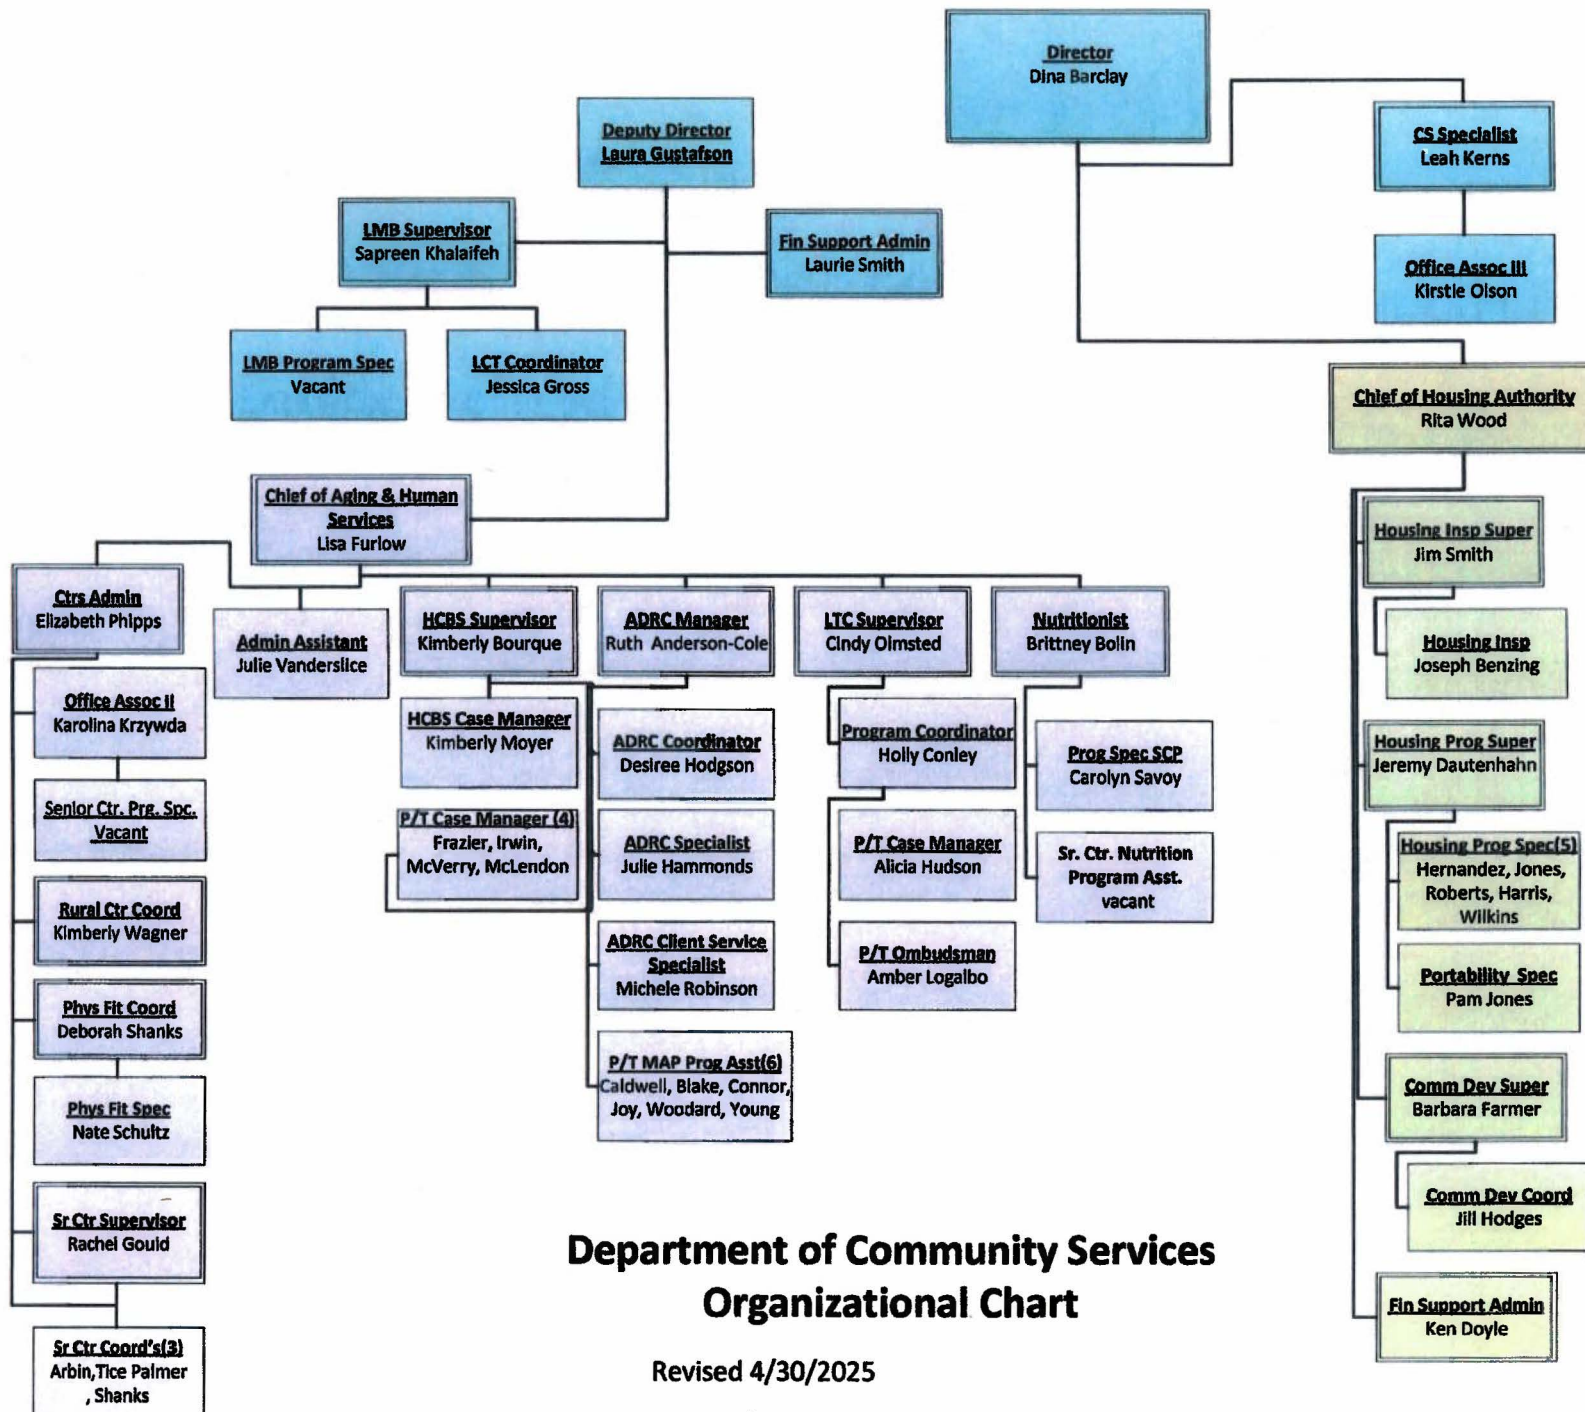 Director
Dina Barclay
Deputy Director
Laura Gustafson
CS Specialist
Leah Kerns
LMB Supervisor
Sapreen Khalaifeh
Fin Support Admin
Laurie Smith
Office Assoc III
Kirstie Olson
LMB Program Spec
Vacant
LCT Coordinator
Jessica Gross
Chief of Housing Authority
Rita Wood
Chief of Aging & Human
Services
Lisa Furlow
Ctrs Admin
Elizabeth Phipps
Admin Assistant
Julie Vanderslice
HCBS Supervisor
Kimberly Bourque
ADRC Manager
Ruth Anderson-Cole
LTC Supervisor
Cindy Olmsted
Nutritionist
Brittney Bolin
Office Assoc II
Karolina Krzywda
Senior Ctr. Prg. Spc.
Vacant
Rural Ctr Coord
Kimberly Wagner
Phys Fit Coord
Deborah Shanks
Phys Fit Spec
Nate Schultz
Sr Ctr Supervisor
Rachel Gould
Sr Ctr Coord's(3)
Arbin,Tice Palmer
, Shanks
HCBS Case Manager
Kimberly Moyer
P/T Case Manager (4)
Frazier, Irwin,
McVerry, McLendon
ADRC Coordinator
Desiree Hodgson
ADRC Specialist
Julie Hammonds
ADRC Client Service
Specialist
Michele Robinson
P/T MAP Prog Asst(6)
Caldwell, Blake, Connor,
Joy, Woodard, Young
Program Coordinator
Holly Conley
P/T Case Manager
Alicia Hudson
P/T Ombudsman
Amber Logalbo
Prog Spec SCP
Carolyn Savoy
Sr. Ctr. Nutrition
Program Asst.
vacant
Housing Insp Super
Jim Smith
Housing Insp
Joseph Benzing
Housing Prog Super
Jeremy Dautenhahn
Housing Prog Spec(5)
Hernandez, Jones,
Roberts, Harris,
Wilkins
Portability Spec
Pam Jones
Comm Dev Super
Barbara Farmer
Comm Dev Coord
Jill Hodges
Fin Support Admin
Ken Doyle
Department of Community Services
Organizational Chart
Revised 4/30/2025